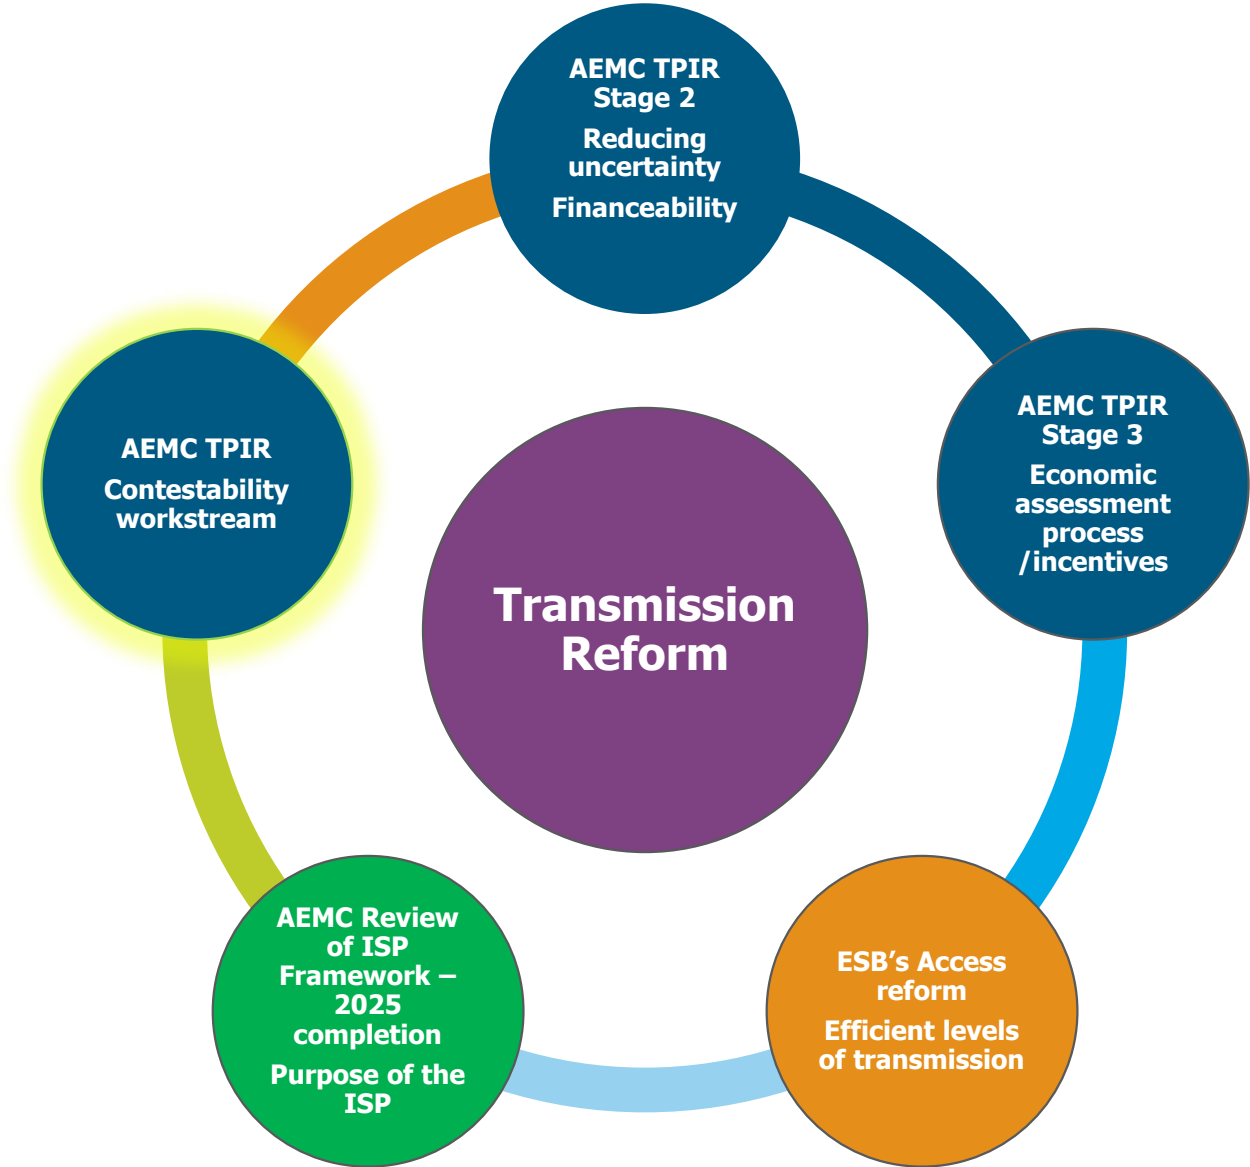 AEMC TPIR
Stage 2
Reducing
uncertainty
Financeability
AEMC TPIR
Stage 3
Economic
assessment
process
/incentives
ESB’s Access
reform
Efficient levels
of transmission
AEMC Review
of ISP
Framework –
2025
completion
Purpose of the
ISP
AEMC TPIR
Contestability
workstream
Transmission
Reform